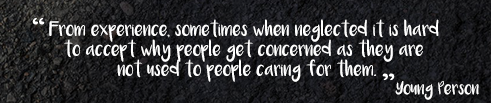 “ From experience, sometimes when neglected it is hard
to accept why people get concerned as they are
not used to people caring for them. ”
Young Person